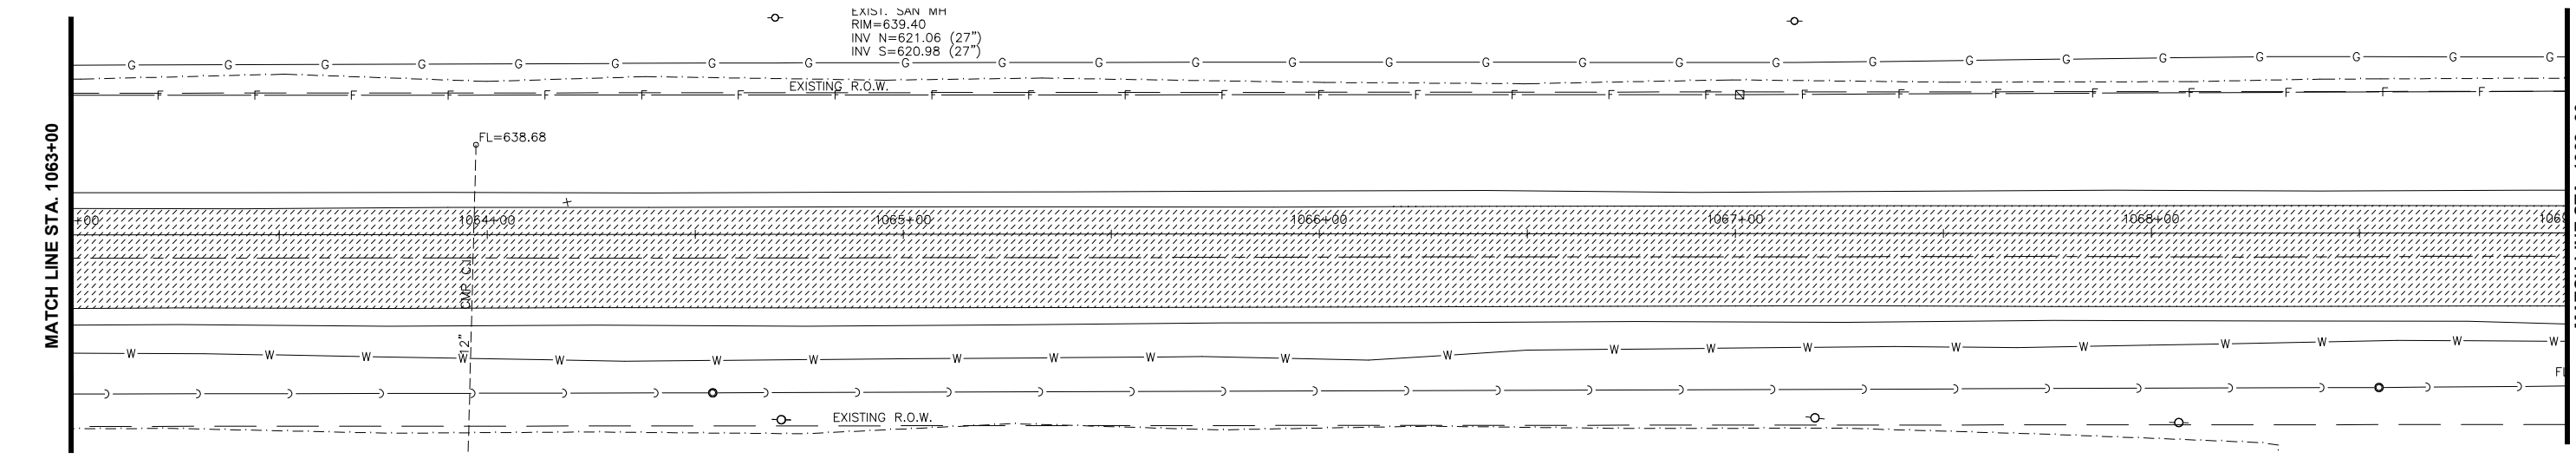 EXIST. SAN MH
RIM=639.40
INV N=621.06 (27")
INV S=620.98 (27")
G G G G G G G G G G G G G G G G G G G G G G G G G G
EXISTING R.O.W.
F F F F F F F F F F F F F F F F F F F F F F F F F
FL=638.68
MATCH LINE STA. 1063+00
+00 1064+00 1065+00 1066+00 1067+00 1068+00
12" CMP C.I.
W W W W W W W W W W W W W W W W W W W W W W
EXISTING R.O.W.